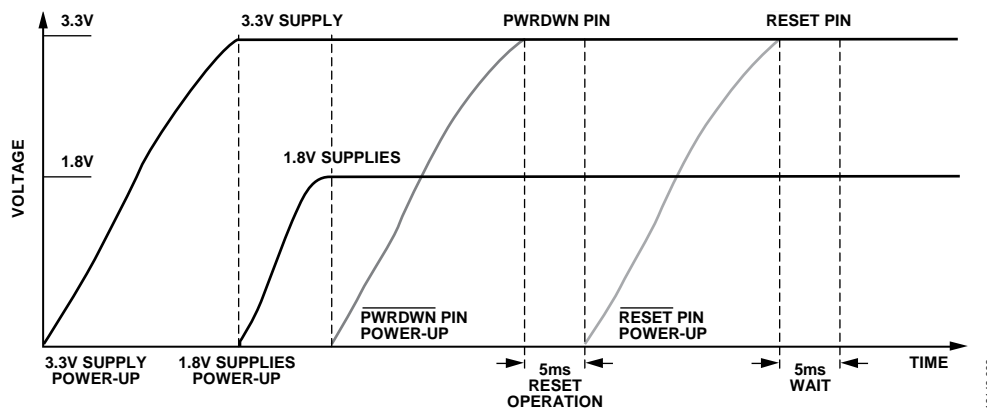 3.3V
3.3V SUPPLY
PWRDWN PIN
RESET PIN
1.8V
1.8V SUPPLIES
VOLTAGE
PWRDWN PIN
POWER-UP
RESET PIN
POWER-UP
3.3V SUPPLY
POWER-UP
1.8V SUPPLIES
POWER-UP
5ms
RESET
OPERATION
5ms
WAIT
TIME